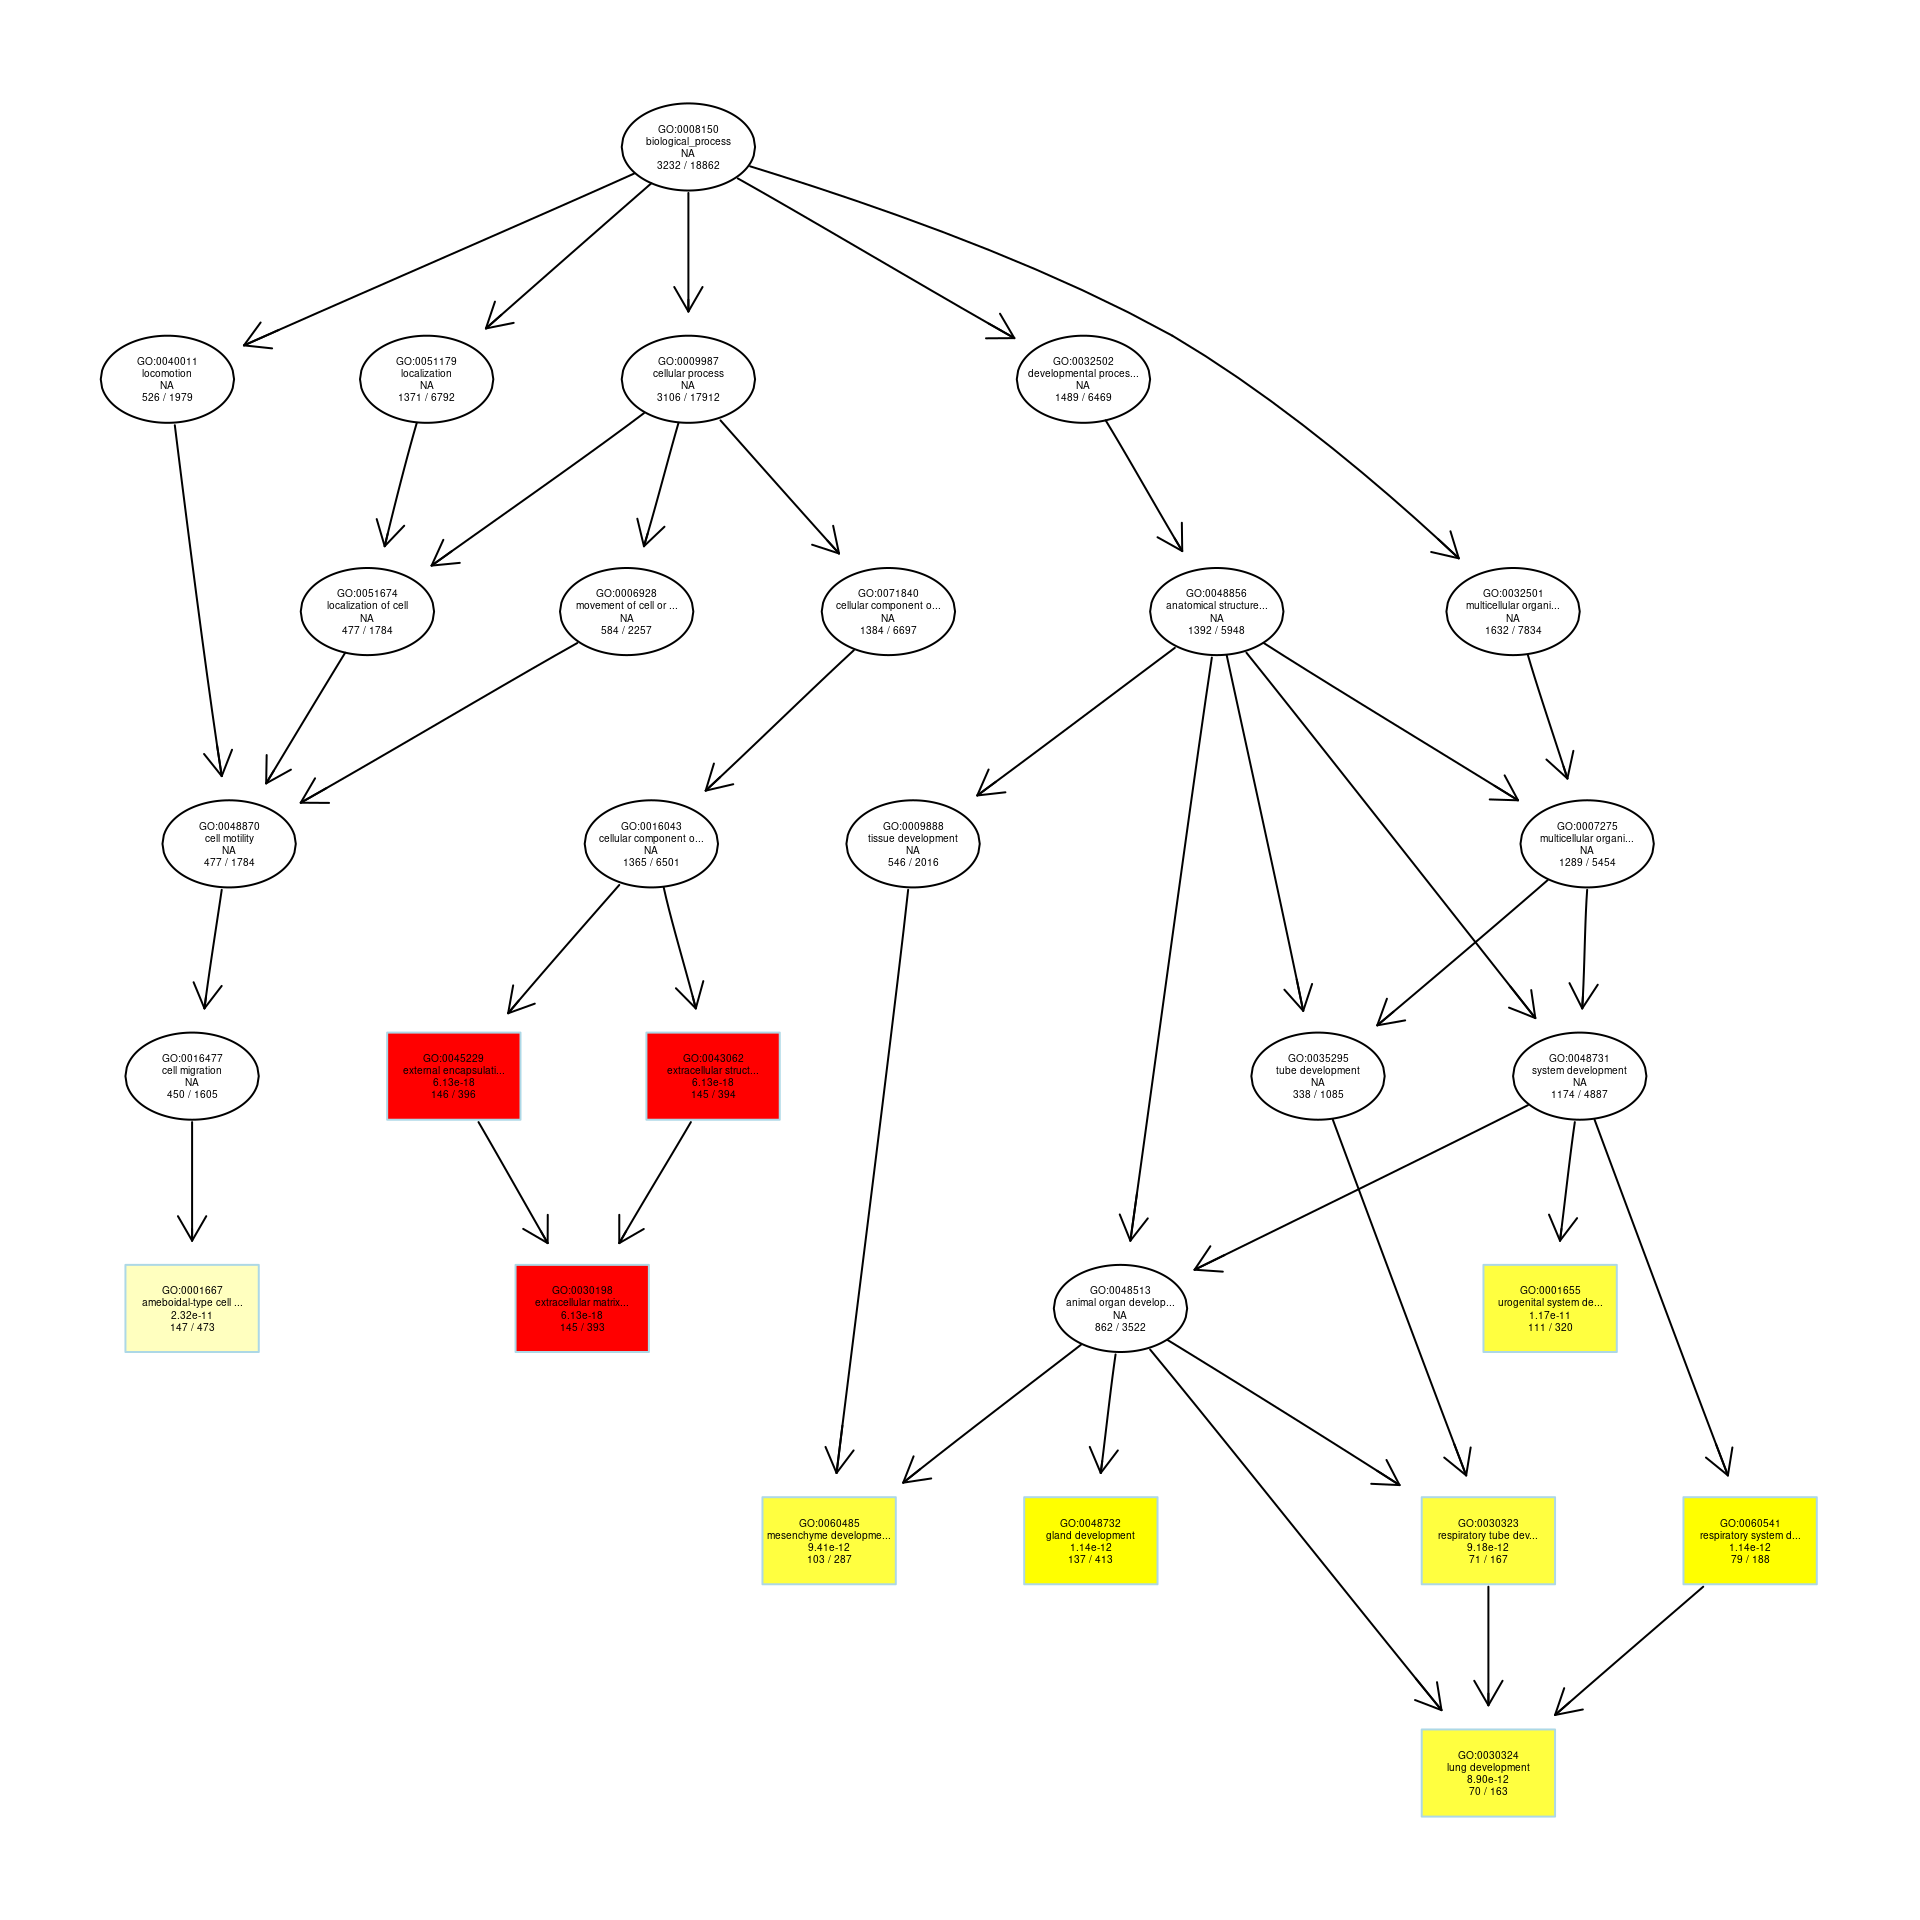 GO:0008150
biological_process
NA
3232 / 18862
GO:0040011
locomotion
NA
526 / 1979
GO:0051179
localization
NA
1371 / 6792
GO:0009987
cellular process
NA
3106 / 17912
GO:0032502
developmental proces...
NA
1489 / 6469
GO:0051674
localization of cell
NA
477 / 1784
GO:0006928
movement of cell or ...
NA
584 / 2257
GO:0071840
cellular component o...
NA
1384 / 6697
GO:0048856
anatomical structure...
NA
1392 / 5948
GO:0032501
multicellular organi...
NA
1632 / 7834
GO:0048870
cell motility
NA
477 / 1784
GO:0016043
cellular component o...
NA
1365 / 6501
GO:0009888
tissue development
NA
546 / 2016
GO:0007275
multicellular organi...
NA
1289 / 5454
GO:0016477
cell migration
NA
450 / 1605
GO:0045229
external encapsulati...
6.13e-18
146 / 396
GO:0043062
extracellular struct...
6.13e-18
145 / 394
GO:0035295
tube development
NA
338 / 1085
GO:0048731
system development
NA
1174 / 4887
GO:0001667
ameboidal-type cell ...
2.32e-11
147 / 473
GO:0030198
extracellular matrix...
6.13e-18
145 / 393
GO:0048513
animal organ develop...
NA
862 / 3522
GO:0001655
urogenital system de...
1.17e-11
111 / 320
GO:0060485
mesenchyme developme...
9.41e-12
103 / 287
GO:0048732
gland development
1.14e-12
137 / 413
GO:0030323
respiratory tube dev...
9.18e-12
71 / 167
GO:0060541
respiratory system d...
1.14e-12
79 / 188
GO:0030324
lung development
8.90e-12
70 / 163